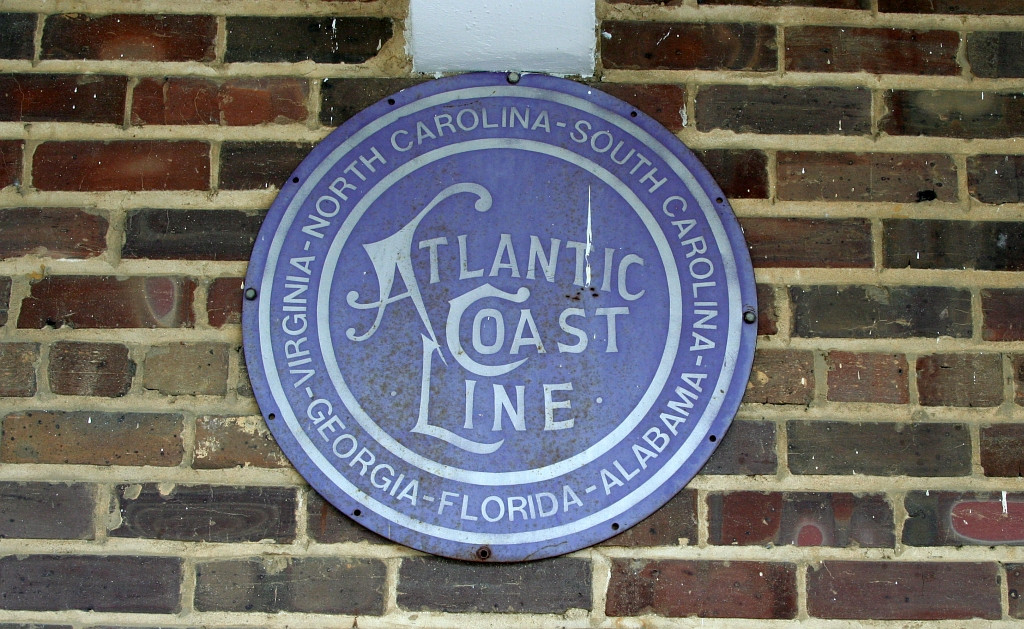 VIRGINIA-NORTH CAROLINA-SOUTH CAROLINA-ALABAMA-FLORIDA-GEORGIA-
ATLANTIC
COAST
LINE